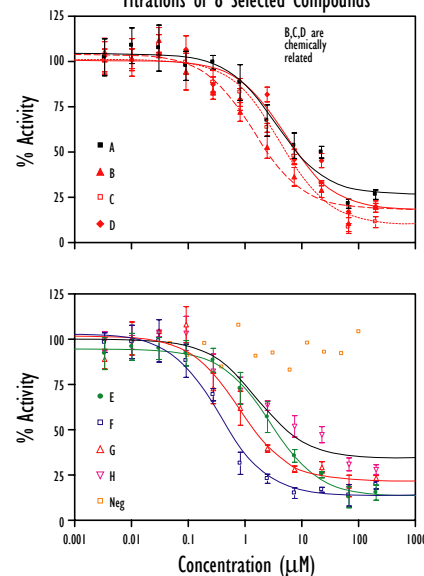 Titrations of 8 Selected Compounds
125
100
75
50
25
0
% Activity
B,C,D are
chemically
related
A
B
C
D
125
100
75
50
25
0
% Activity
E
F
G
H
Neg
0.001
0.01
0.1
1
10
100
1000
Concentration (μM)